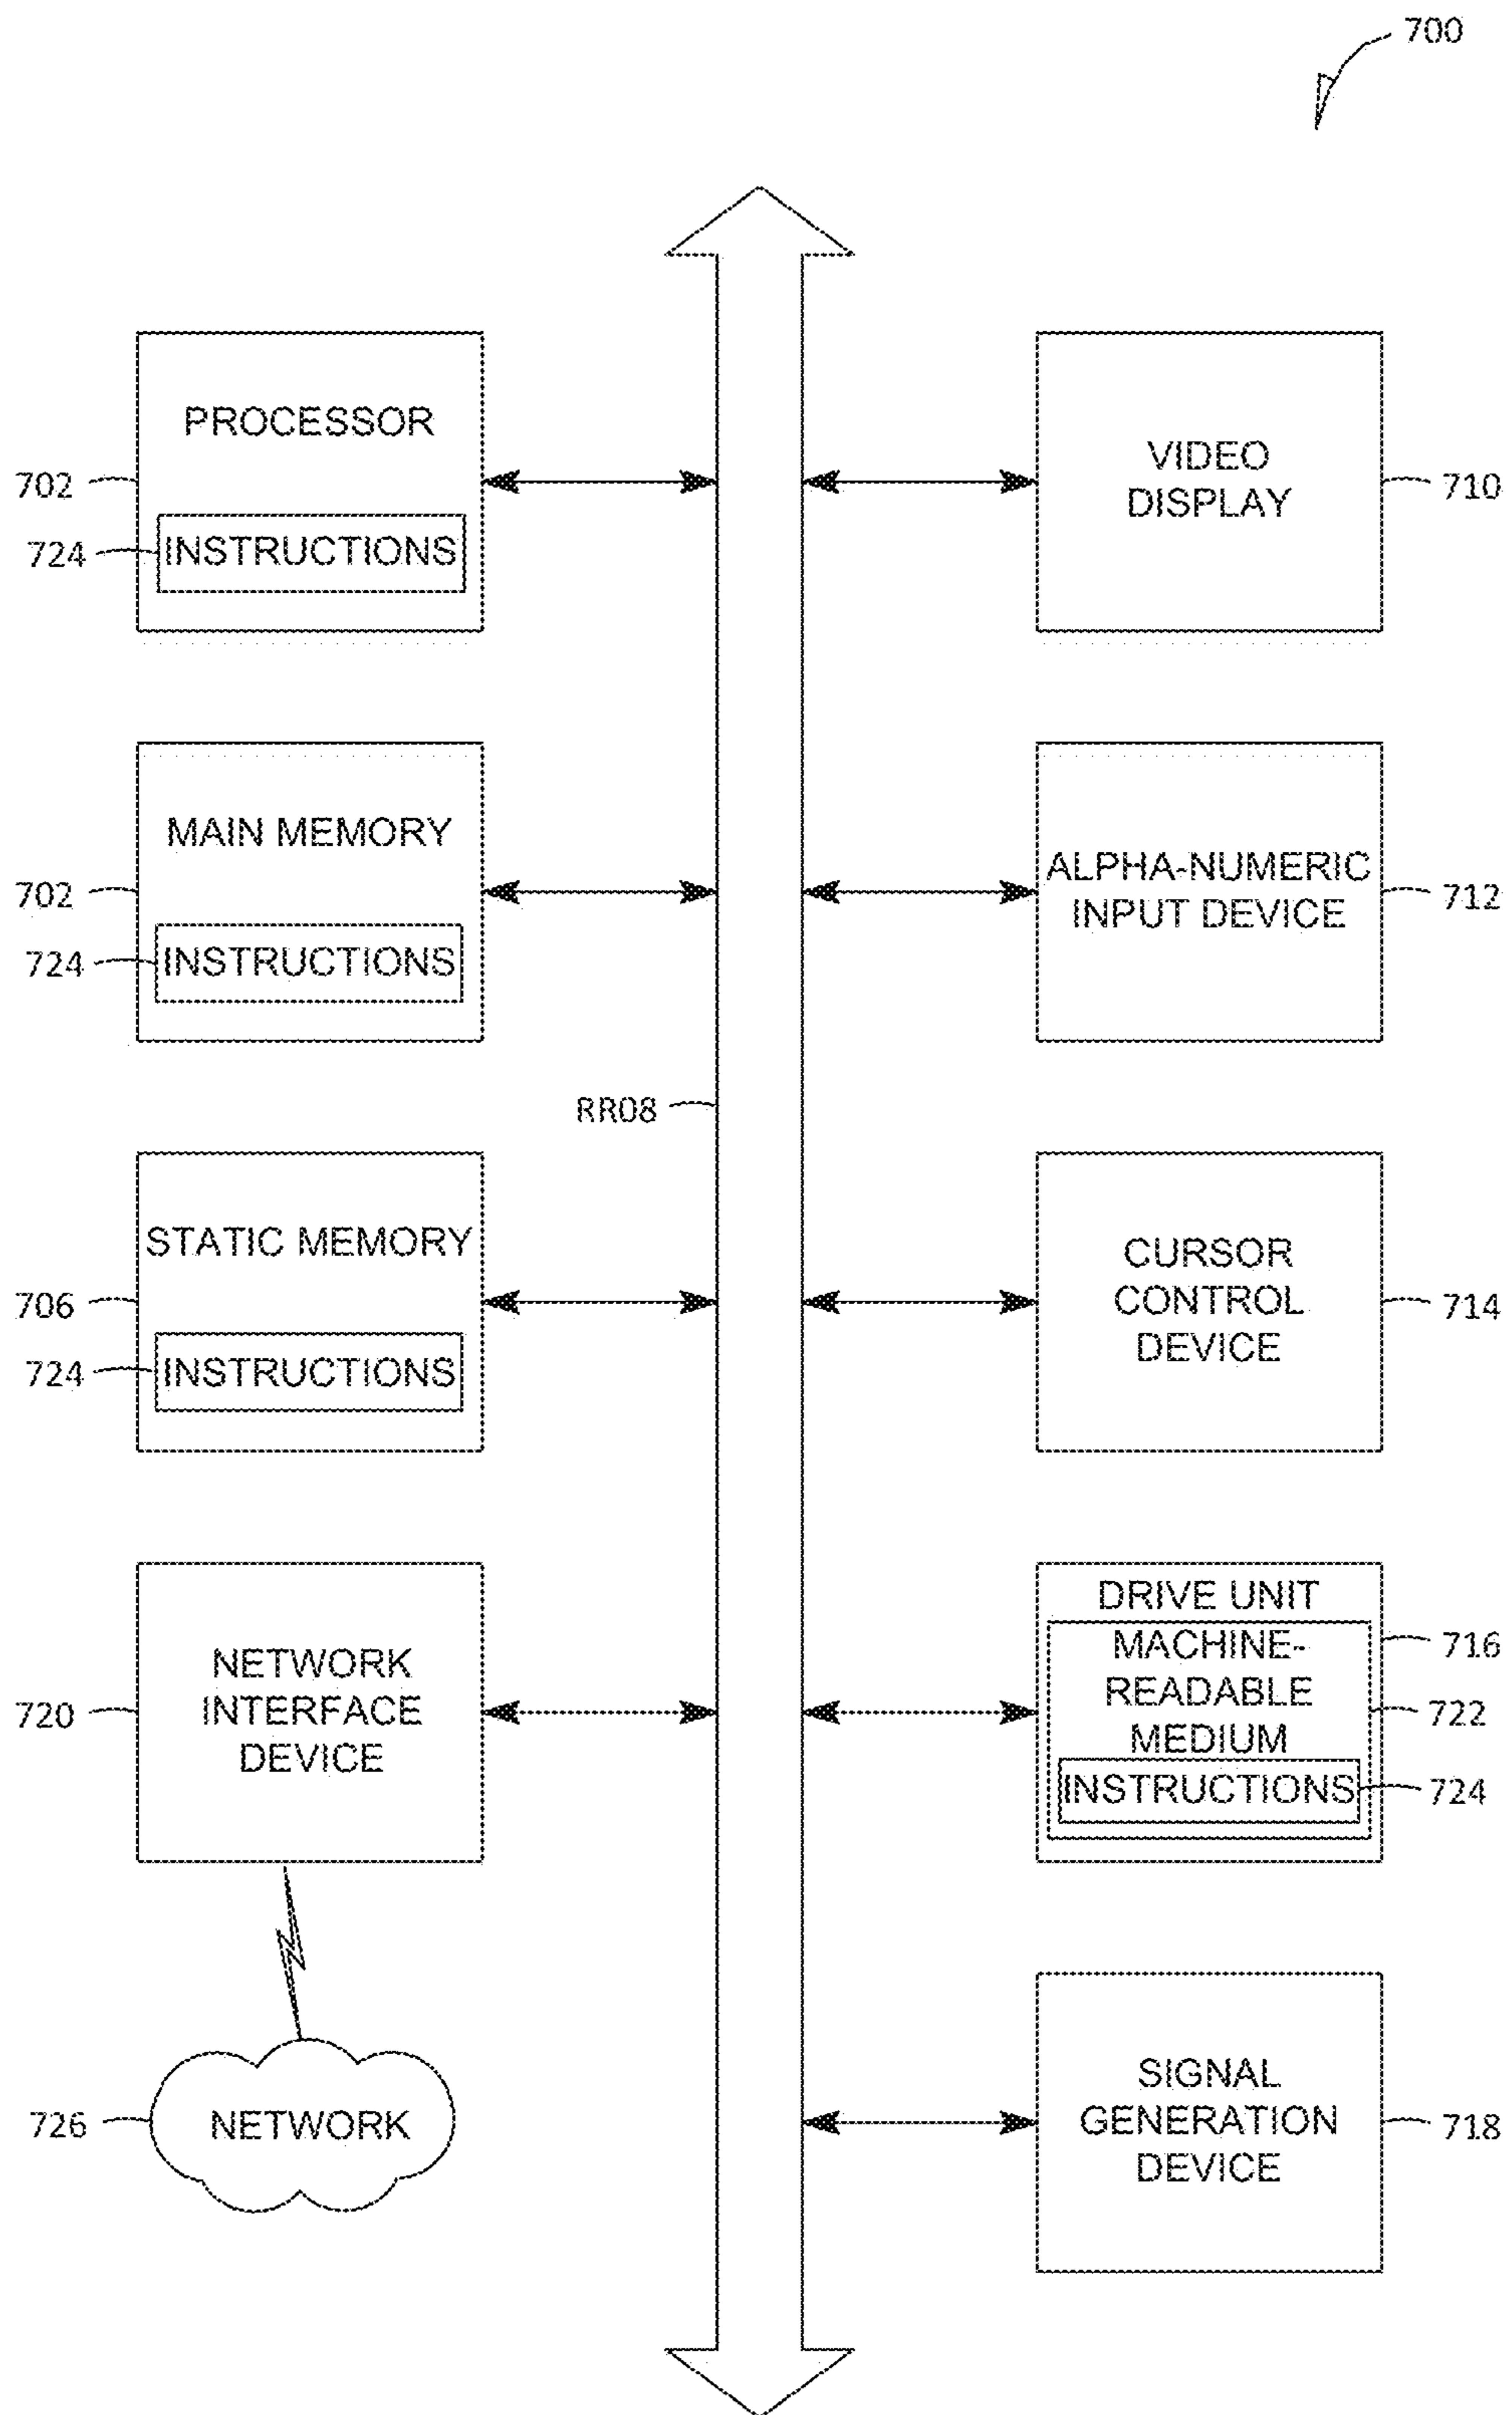 700
PROCESSOR
702
724
INSTRUCTIONS
VIDEO
DISPLAY
710
MAIN MEMORY
702
724
INSTRUCTIONS
ALPHA-NUMERIC
INPUT DEVICE
712
RR08
STATIC MEMORY
706
724
INSTRUCTIONS
CURSOR
CONTROL
DEVICE
714
NETWORK
INTERFACE
DEVICE
720
DRIVE UNIT
MACHINE-
READABLE
MEDIUM
INSTRUCTIONS
716
722
724
NETWORK
726
SIGNAL
GENERATION
DEVICE
718